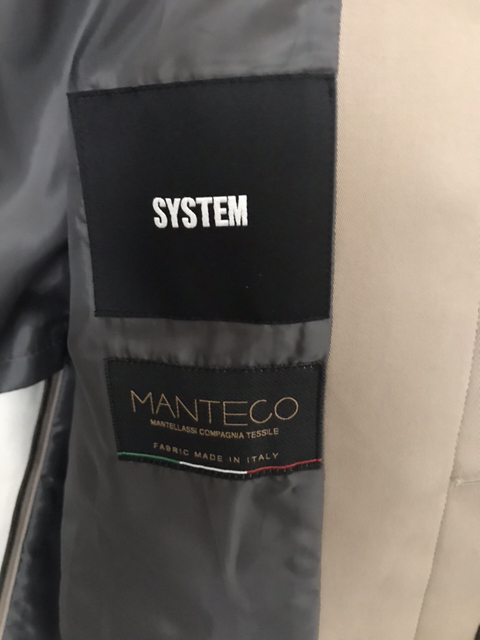 SYSTEM
MANTECO
MANTELLASSI COMPAGNIA TESSILE
FABRIC MADE IN ITALY